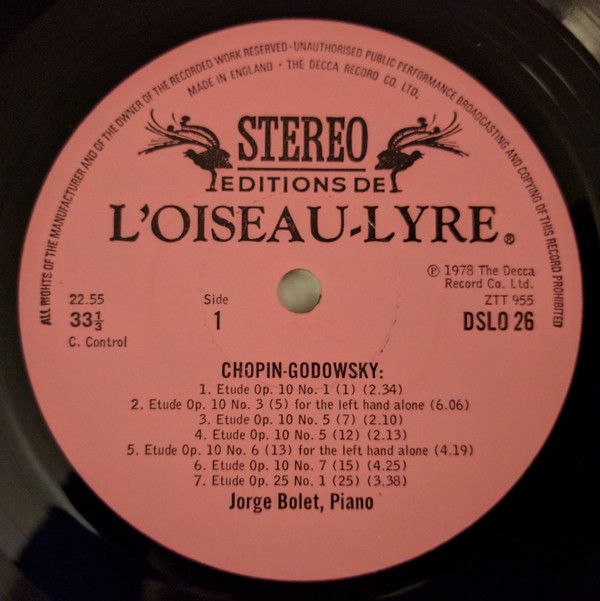 ALL RIGHTS OF THE MANUFACTURER AND OF THE OWNER OF THE RECORDED WORK RESERVED · UNAUTHORISED PUBLIC PERFORMANCE BROADCASTING AND COPYING OF THIS RECORD PROHIBITED
MADE IN ENGLAND · THE DECCA RECORD CO. LTD.
STEREO
EDITIONS DE
L'OISEAU-LYRE®
℗ 1978 The Decca
Record Co. Ltd.
22.55 Side ZTT 955
33⅓ 1 DSLO 26
C. Control
CHOPIN-GODOWSKY:
1. Etude Op. 10 No. 1 (1) (2.34)
2. Etude Op. 10 No. 3 (5) for the left hand alone (6.06)
3. Etude Op. 10 No. 5 (7) (2.10)
4. Etude Op. 10 No. 5 (12) (2.13)
5. Etude Op. 10 No. 6 (13) for the left hand alone (4.19)
6. Etude Op. 10 No. 7 (15) (4.25)
7. Etude Op. 25 No. 1 (25) (3.38)
Jorge Bolet, Piano